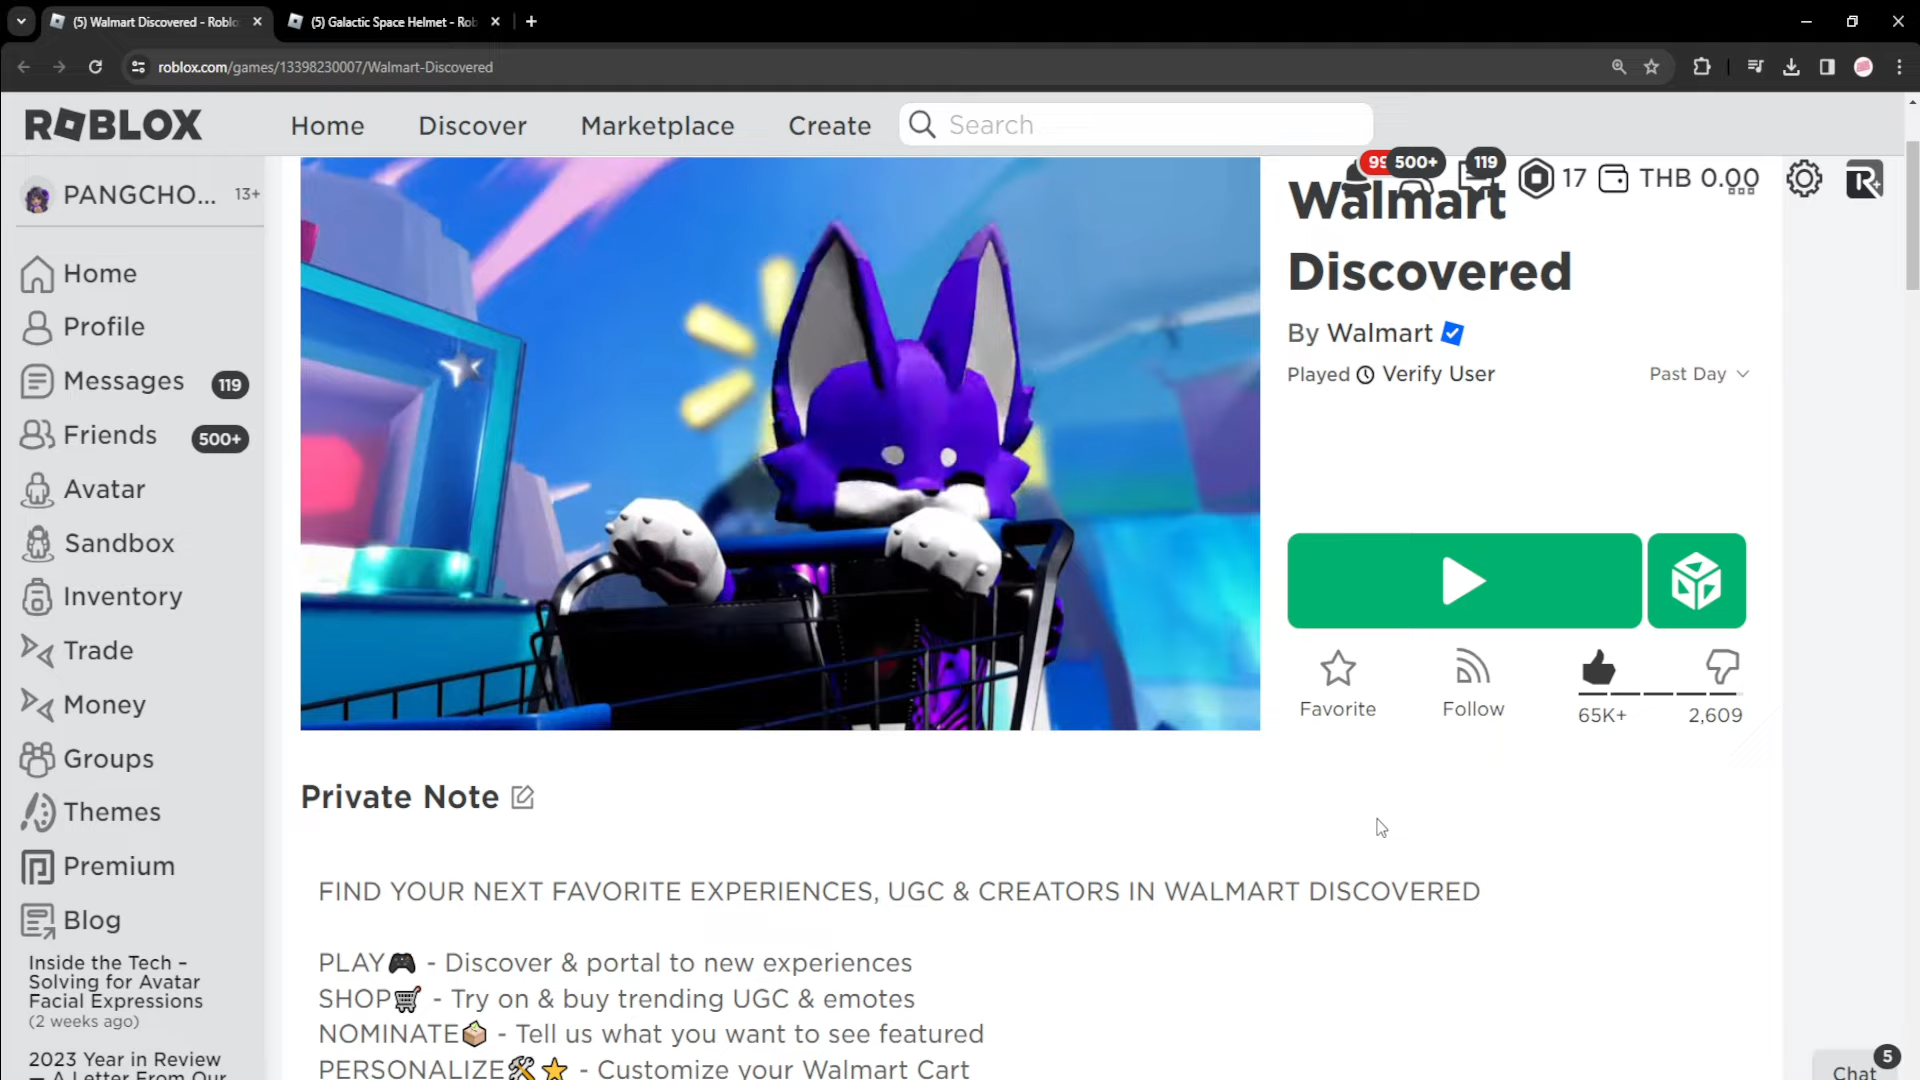 (5) Walmart Discovered - Roblo
(5) Galactic Space Helmet - Rob
roblox.com/games/13398230007/Walmart-Discovered
ROBLOX
Home
Discover
Marketplace
Create
Search
99
500+
119
17
THB 0.00
PANGCHO...
13+
Home
Profile
Messages
119
Friends
500+
Avatar
Sandbox
Inventory
Trade
Money
Groups
Themes
Premium
Blog
Inside the Tech –
Solving for Avatar
Facial Expressions
(2 weeks ago)
2023 Year in Review
— A Letter From Our
Walmart
Discovered
By Walmart
Played Verify User
Past Day
Favorite
Follow
65K+
2,609
Private Note
FIND YOUR NEXT FAVORITE EXPERIENCES, UGC & CREATORS IN WALMART DISCOVERED
PLAY🎮 - Discover & portal to new experiences
SHOP🛒 - Try on & buy trending UGC & emotes
NOMINATE🗳️ - Tell us what you want to see featured
PERSONALIZE🛠️⭐ - Customize your Walmart Cart
Chat
5